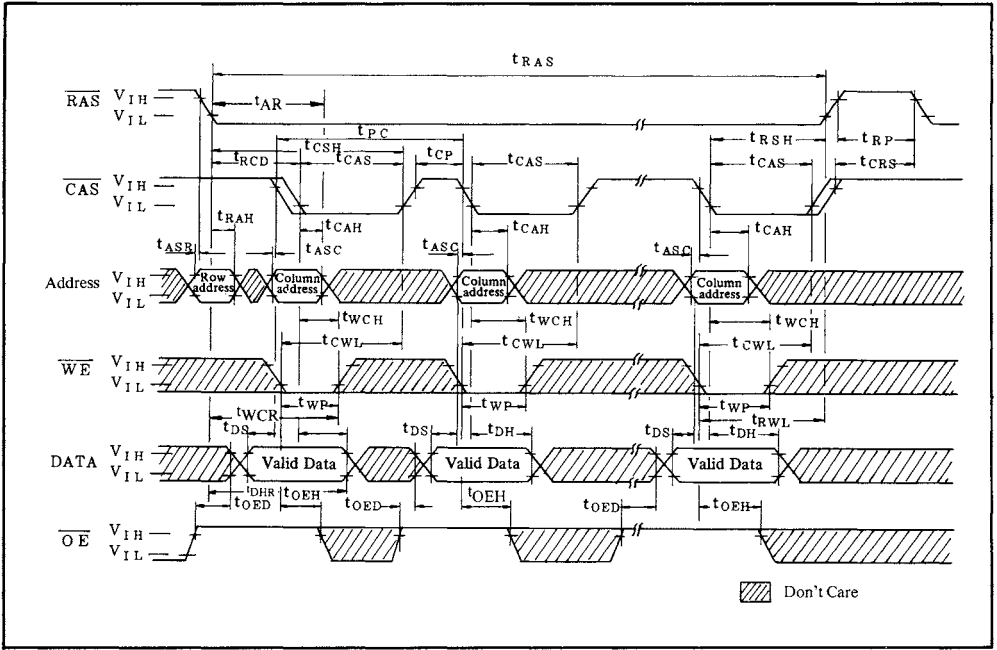 tRAS
RAS VIH
VIL
tAR
tPC
tCSH
tRCD tCAS tCP tCAS
tRSH tRP
tCAS tCRS
CAS VIH
VIL
tRAH tCAH tCAH tCAH
tASR tASC tASC tASC
Address VIH
VIL
Row address Column address Column address Column address
tWCH tWCH tWCH
tCWL tCWL tCWL
WE VIH
VIL
tWP tWP tWP
tWCR tRWL
tDS tDS tDH tDS tDH
DATA VIH
VIL
Valid Data Valid Data Valid Data
tDHR tOEH tOEH tOEH
tOED tOED tOED
OE VIH
VIL
Don't Care